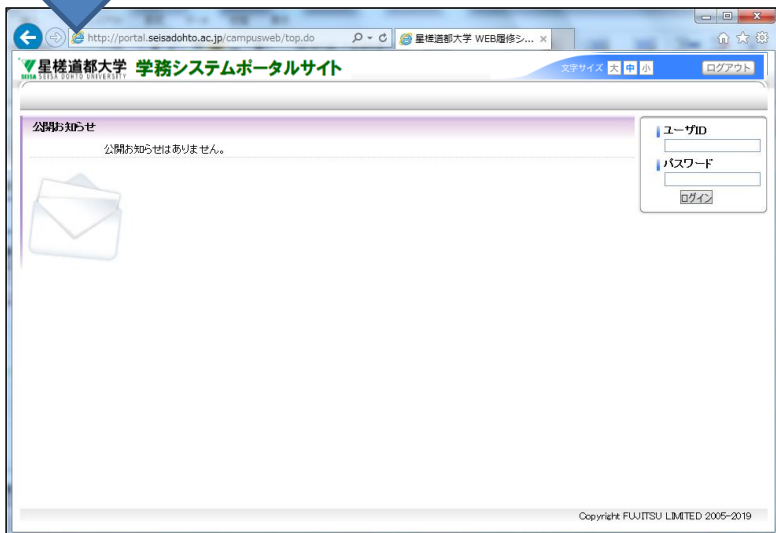 http://portal.seisadohto.ac.jp/campusweb/top.do
星槎道都大学 WEB履修シ... ×
星槎道都大学 学務システムポータルサイト
SEISA DOHTO UNIVERSITY
文字サイズ 大 中 小
ログアウト
公開お知らせ
公開お知らせはありません。
ユーザID
パスワード
ログイン
Copyright FUJITSU LIMITED 2005-2019